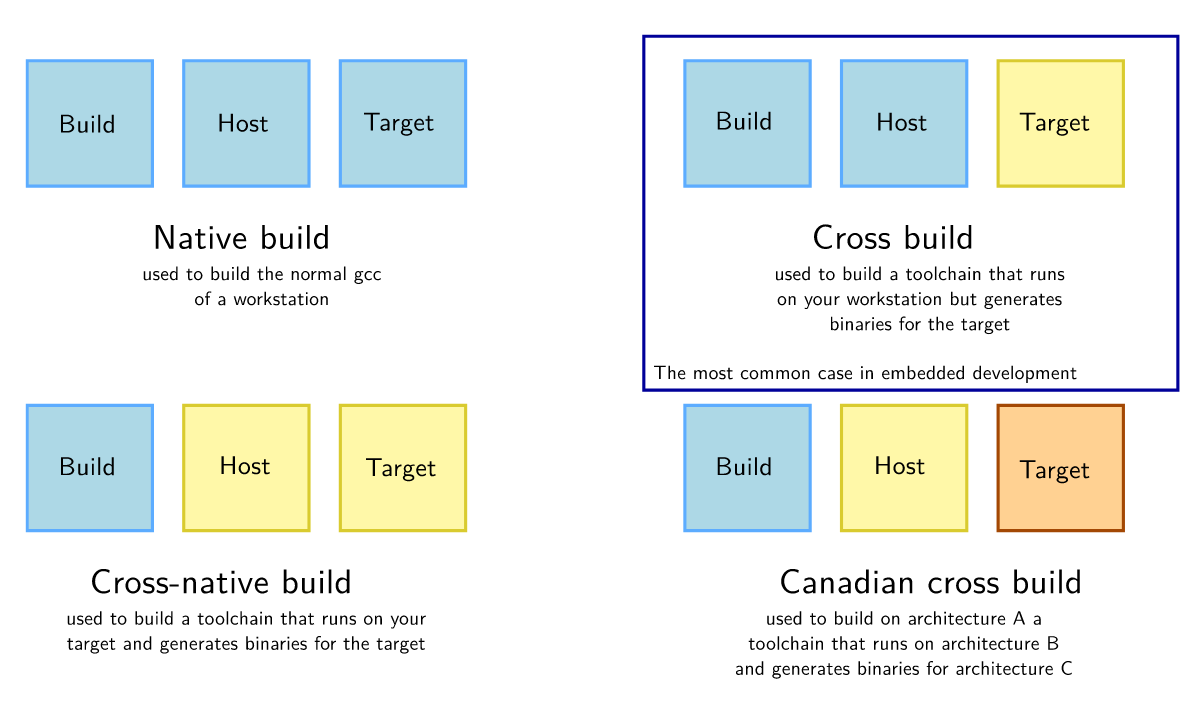 Build
Host
Target
Native build
used to build the normal gcc
of a workstation
Build
Host
Target
Cross build
used to build a toolchain that runs
on your workstation but generates
binaries for the target
The most common case in embedded development
Build
Host
Target
Cross-native build
used to build a toolchain that runs on your
target and generates binaries for the target
Build
Host
Target
Canadian cross build
used to build on architecture A a
toolchain that runs on architecture B
and generates binaries for architecture C